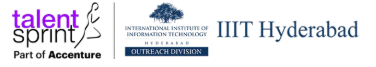 talent
sprint
Part of Accenture
INTERNATIONAL INSTITUTE OF
INFORMATION TECHNOLOGY
HYDERABAD
OUTREACH DIVISION
IIIT Hyderabad